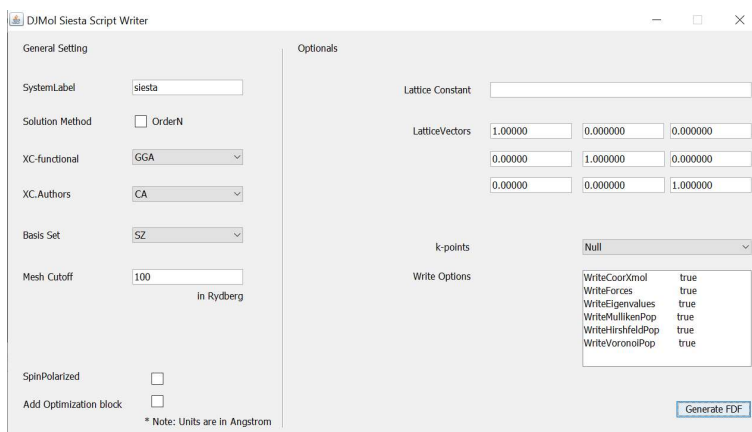 DJMol Siesta Script Writer
General Setting
SystemLabel siesta
Solution Method OrderN
XC-functional GGA
XC.Authors CA
Basis Set SZ
Mesh Cutoff 100
in Rydberg
SpinPolarized
Add Optimization block
* Note: Units are in Angstrom
Optionals
Lattice Constant
LatticeVectors 1.00000 0.000000 0.000000
0.00000 1.000000 0.000000
0.00000 0.000000 1.000000
k-points Null
Write Options
WriteCoorXmol true
WriteForces true
WriteEigenvalues true
WriteMullikenPop true
WriteHirshfeldPop true
WriteVoronoiPop true
Generate FDF